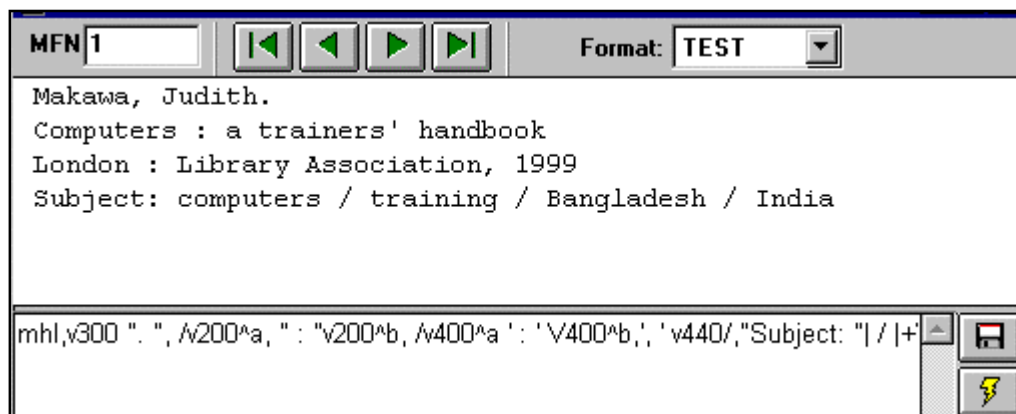 MFN 1 Format: TEST
Makawa, Judith.
Computers : a trainers' handbook
London : Library Association, 1999
Subject: computers / training / Bangladesh / India
mhl,v300 ". ", /v200^a, " : "v200^b, /v400^a ' : ' V400^b,', ' v440/,"Subject: "| / |+